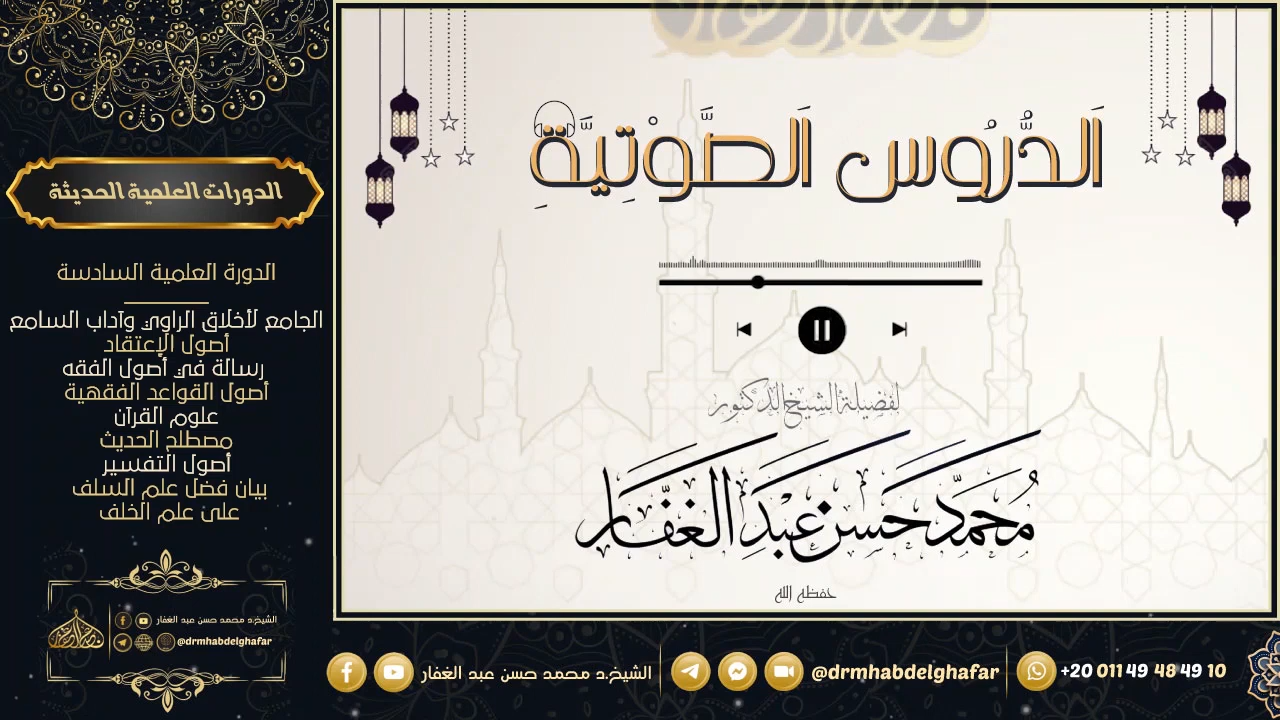 الدُّرُوس الصَّوْتِيَّةِ
لفضيلة الشيخ الدكتور
مُحَمَّد حَسَن عَبْدِ الغَفَّار
حفظه الله
الدورات العلمية الحديثة
الدورة العلمية السادسة
الجامع لأخلاق الراوي وآداب السامع
أصول الإعتقاد
رسالة في أصول الفقه
أصول القواعد الفقهية
علوم القرآن
مصطلح الحديث
أصول التفسير
بيان فضل علم السلف
على علم الخلف
الشيخ.د محمد حسن عبد الغفار
@drmhabdelghafar
الشيخ.د محمد حسن عبد الغفار
@drmhabdelghafar
+20 011 49 48 49 10